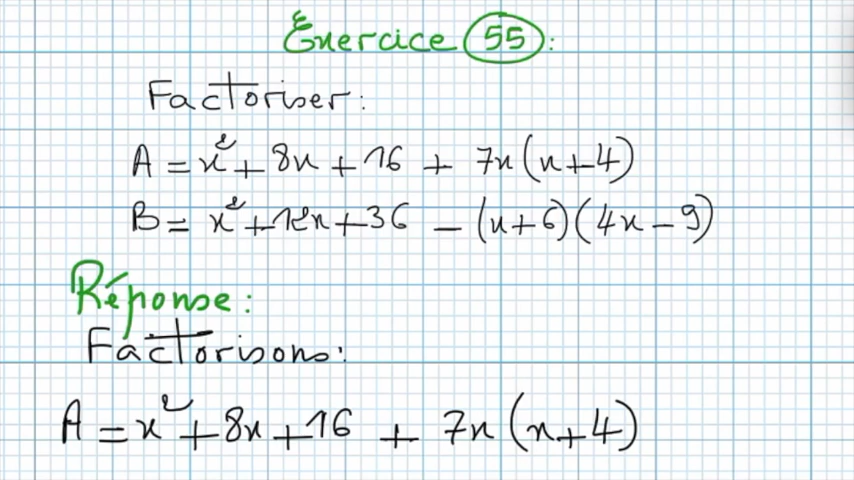 Exercice 55 :
Factoriser :
A = x² + 8x + 16 + 7x(x+4)
B = x² + 12x + 36 - (x+6)(4x-9)
Réponse :
Factorisons :
A = x² + 8x + 16 + 7x(x+4)